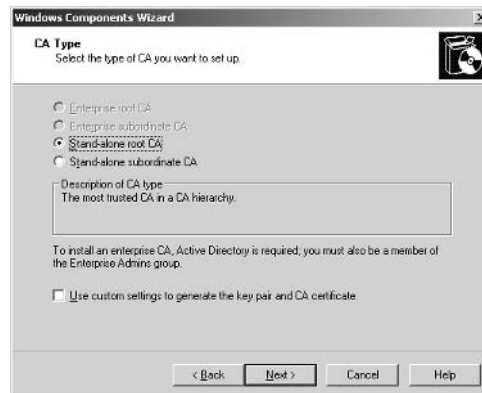 Windows Components Wizard
CA Type
Select the type of CA you want to set up.
Enterprise root CA
Enterprise subordinate CA
Stand-alone root CA
Stand-alone subordinate CA
Description of CA type
The most trusted CA in a CA hierarchy.
To install an enterprise CA, Active Directory is required; you must also be a member of
the Enterprise Admins group.
Use custom settings to generate the key pair and CA certificate
< Back Next > Cancel Help